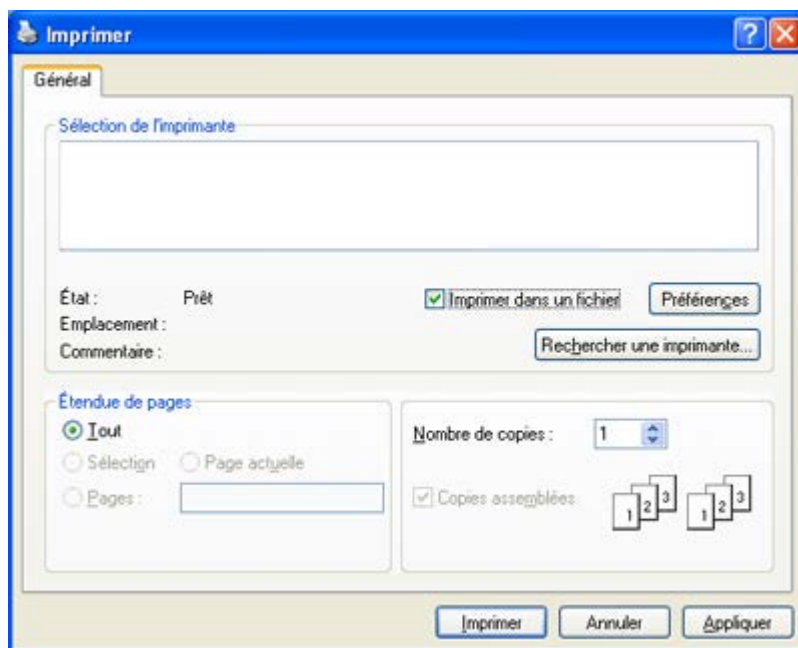 Imprimer
Général
Sélection de l'imprimante
État : Prêt
Imprimer dans un fichier
Préférences
Emplacement :
Commentaire :
Rechercher une imprimante...
Étendue de pages
Tout
Sélection Page actuelle
Pages :
Nombre de copies : 1
Copies assemblées
1 2 3 1 2 3
Imprimer Annuler Appliquer